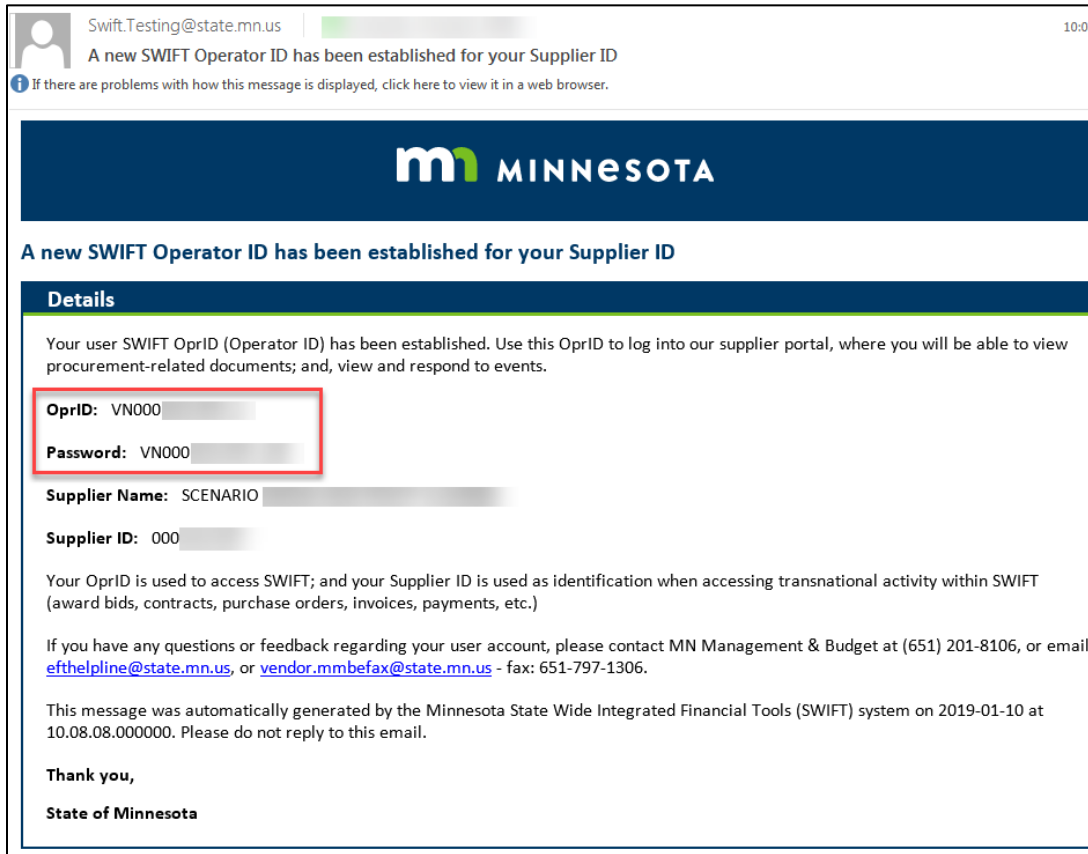 Swift.Testing@state.mn.us
10:0
A new SWIFT Operator ID has been established for your Supplier ID
If there are problems with how this message is displayed, click here to view it in a web browser.
mn MINNESOTA
A new SWIFT Operator ID has been established for your Supplier ID
Details
Your user SWIFT OprID (Operator ID) has been established. Use this OprID to log into our supplier portal, where you will be able to view
procurement-related documents; and, view and respond to events.
OprID: VN000
Password: VN000
Supplier Name: SCENARIO
Supplier ID: 000
Your OprID is used to access SWIFT; and your Supplier ID is used as identification when accessing transnational activity within SWIFT
(award bids, contracts, purchase orders, invoices, payments, etc.)
If you have any questions or feedback regarding your user account, please contact MN Management & Budget at (651) 201-8106, or email
efthelpline@state.mn.us, or vendor.mmbefax@state.mn.us - fax: 651-797-1306.
This message was automatically generated by the Minnesota State Wide Integrated Financial Tools (SWIFT) system on 2019-01-10 at
10.08.08.000000. Please do not reply to this email.
Thank you,
State of Minnesota